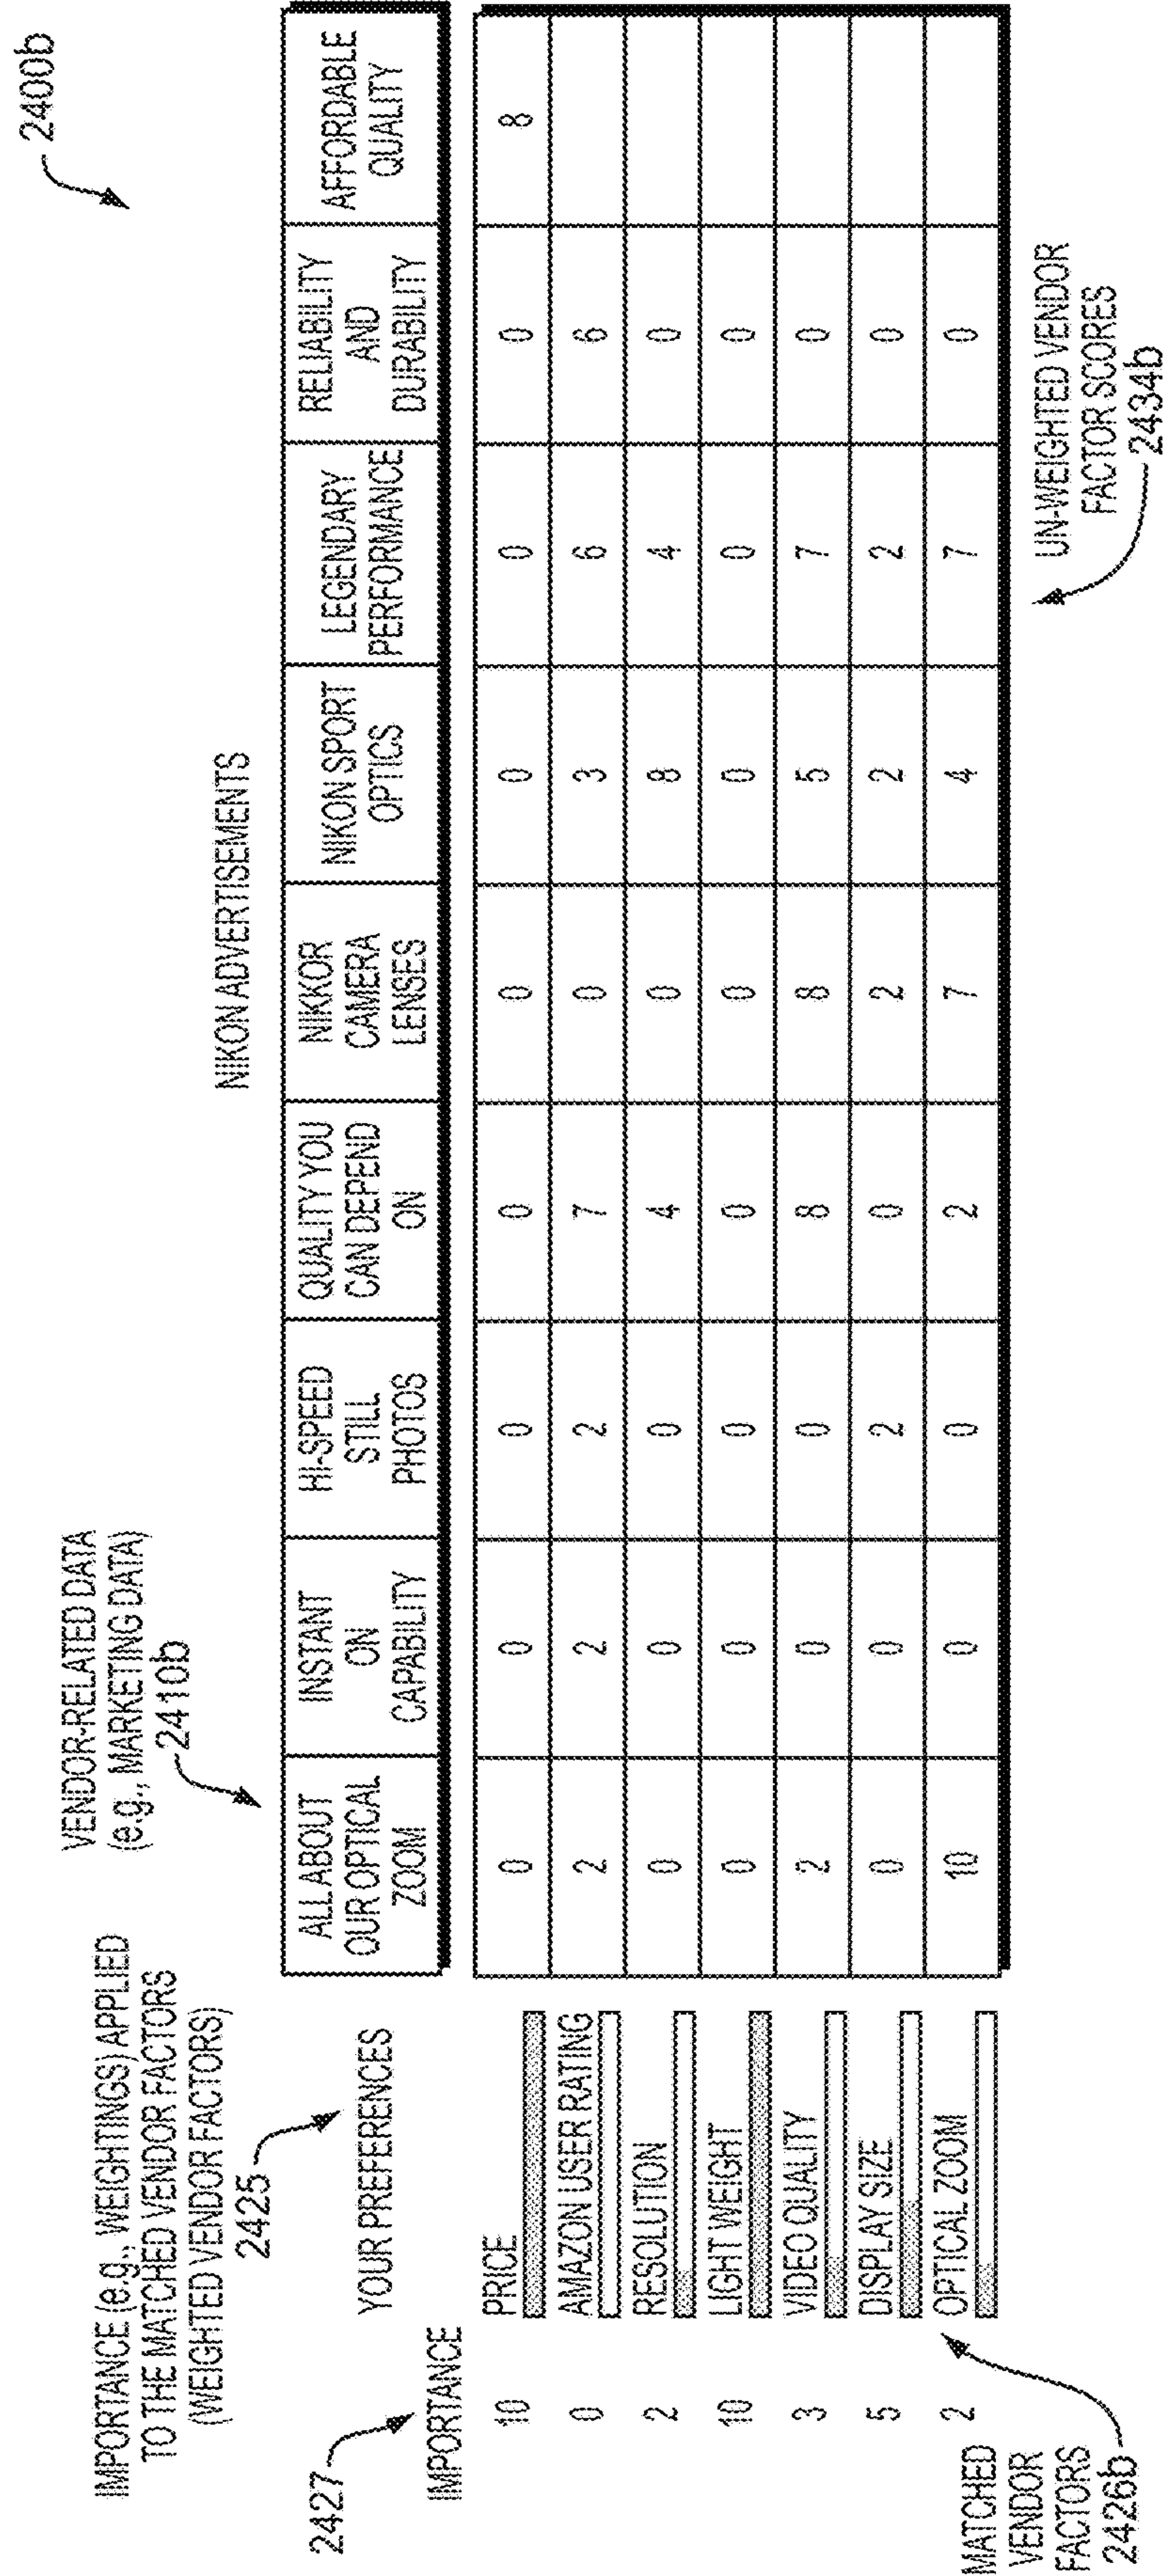 2400b
VENDOR-RELATED DATA
(e.g., MARKETING DATA)
2410b
IMPORTANCE (e.g., WEIGHTINGS) APPLIED
TO THE MATCHED VENDOR FACTORS
(WEIGHTED VENDOR FACTORS)
2425
NIKON ADVERTISEMENTS
2427
IMPORTANCE
YOUR PREFERENCES
ALL ABOUT
OUR OPTICAL
ZOOM
INSTANT
ON
CAPABILITY
HI-SPEED
STILL
PHOTOS
QUALITY YOU
CAN DEPEND
ON
NIKKOR
CAMERA
LENSES
NIKON SPORT
OPTICS
LEGENDARY
PERFORMANCE
RELIABILITY
AND
DURABILITY
AFFORDABLE
QUALITY
10 PRICE 0 0 0 0 0 0 0 0 8
0 AMAZON USER RATING 2 2 2 7 0 3 6 6
2 RESOLUTION 0 0 0 4 0 8 4 0
10 LIGHT WEIGHT 0 0 0 0 0 0 0 0
3 VIDEO QUALITY 2 0 0 8 8 5 7 0
5 DISPLAY SIZE 0 0 2 0 2 2 2 0
2 OPTICAL ZOOM 10 0 0 2 7 4 7 0
MATCHED
VENDOR
FACTORS
2426b
UN-WEIGHTED VENDOR
FACTOR SCORES
2434b